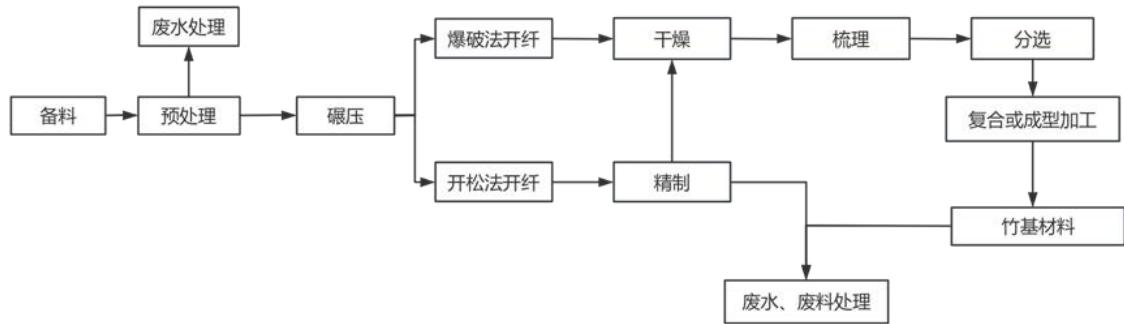 废水处理
爆破法开纤
干燥
梳理
分选
备料
预处理
碾压
复合或成型加工
开松法开纤
精制
竹基材料
废水、废料处理